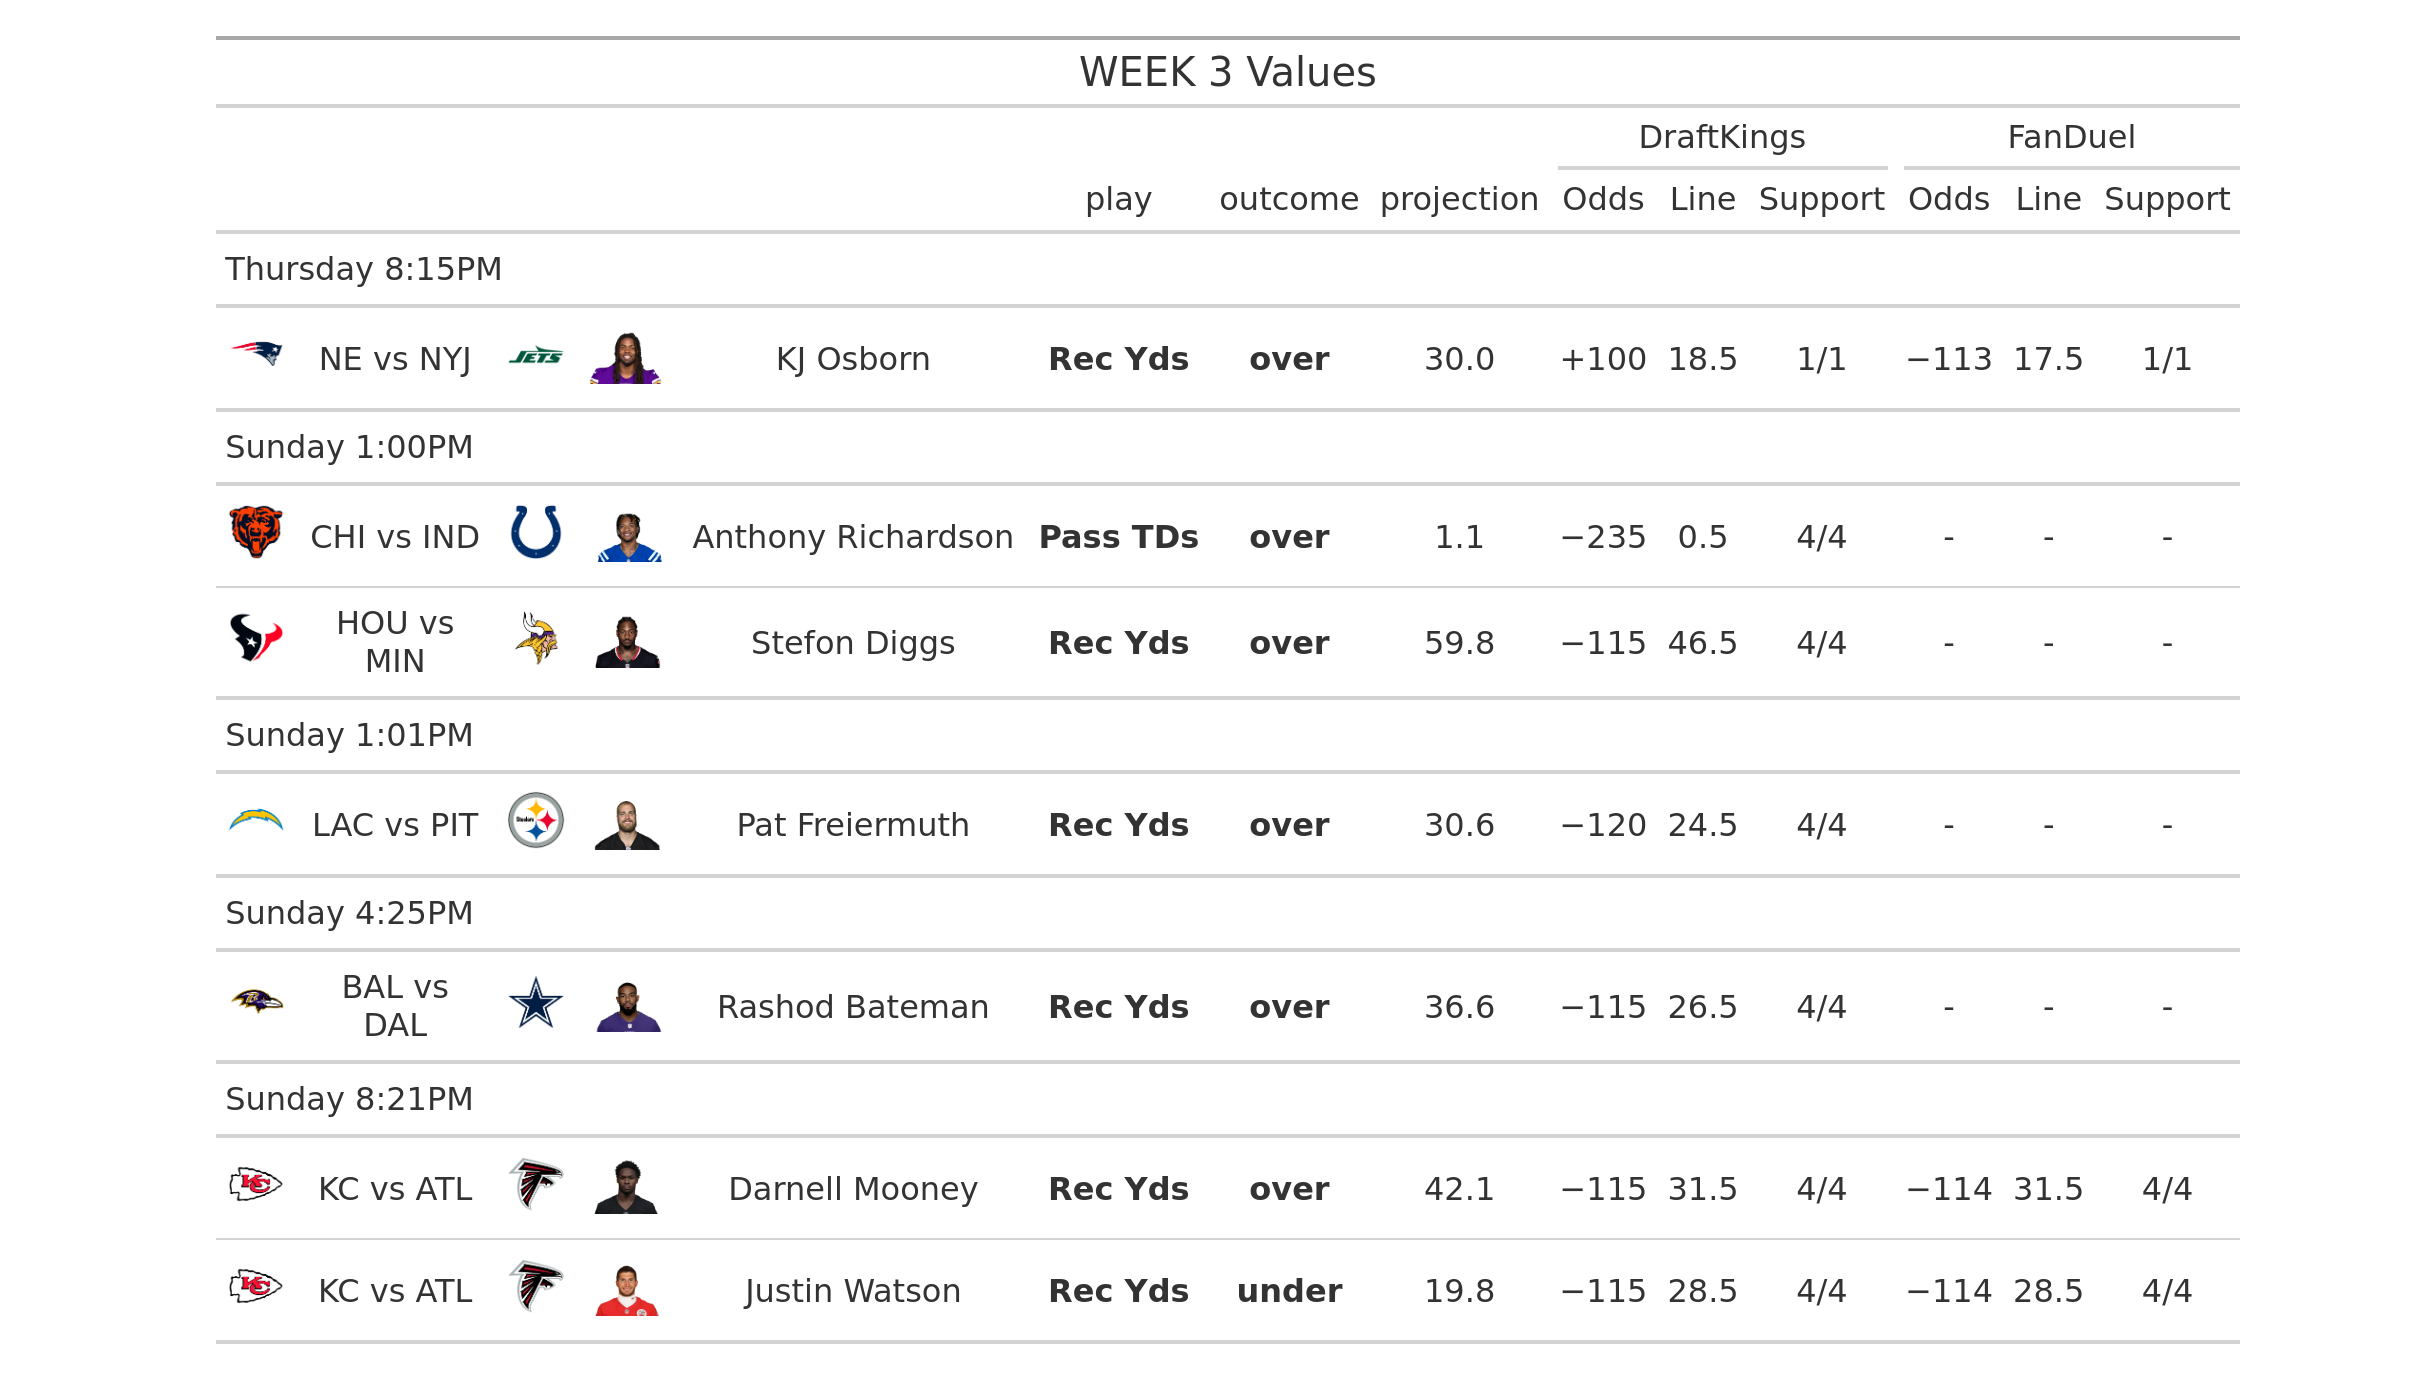 WEEK 3 Values
DraftKings FanDuel
play outcome projection Odds Line Support Odds Line Support
Thursday 8:15PM
NE vs NYJ JETS KJ Osborn Rec Yds over 30.0 +100 18.5 1/1 −113 17.5 1/1
Sunday 1:00PM
CHI vs IND Anthony Richardson Pass TDs over 1.1 −235 0.5 4/4 - - -
HOU vs
MIN Stefon Diggs Rec Yds over 59.8 −115 46.5 4/4 - - -
Sunday 1:01PM
LAC vs PIT Steelers Pat Freiermuth Rec Yds over 30.6 −120 24.5 4/4 - - -
Sunday 4:25PM
BAL vs
DAL Rashod Bateman Rec Yds over 36.6 −115 26.5 4/4 - - -
Sunday 8:21PM
KC KC vs ATL Darnell Mooney Rec Yds over 42.1 −115 31.5 4/4 −114 31.5 4/4
KC KC vs ATL Justin Watson Rec Yds under 19.8 −115 28.5 4/4 −114 28.5 4/4